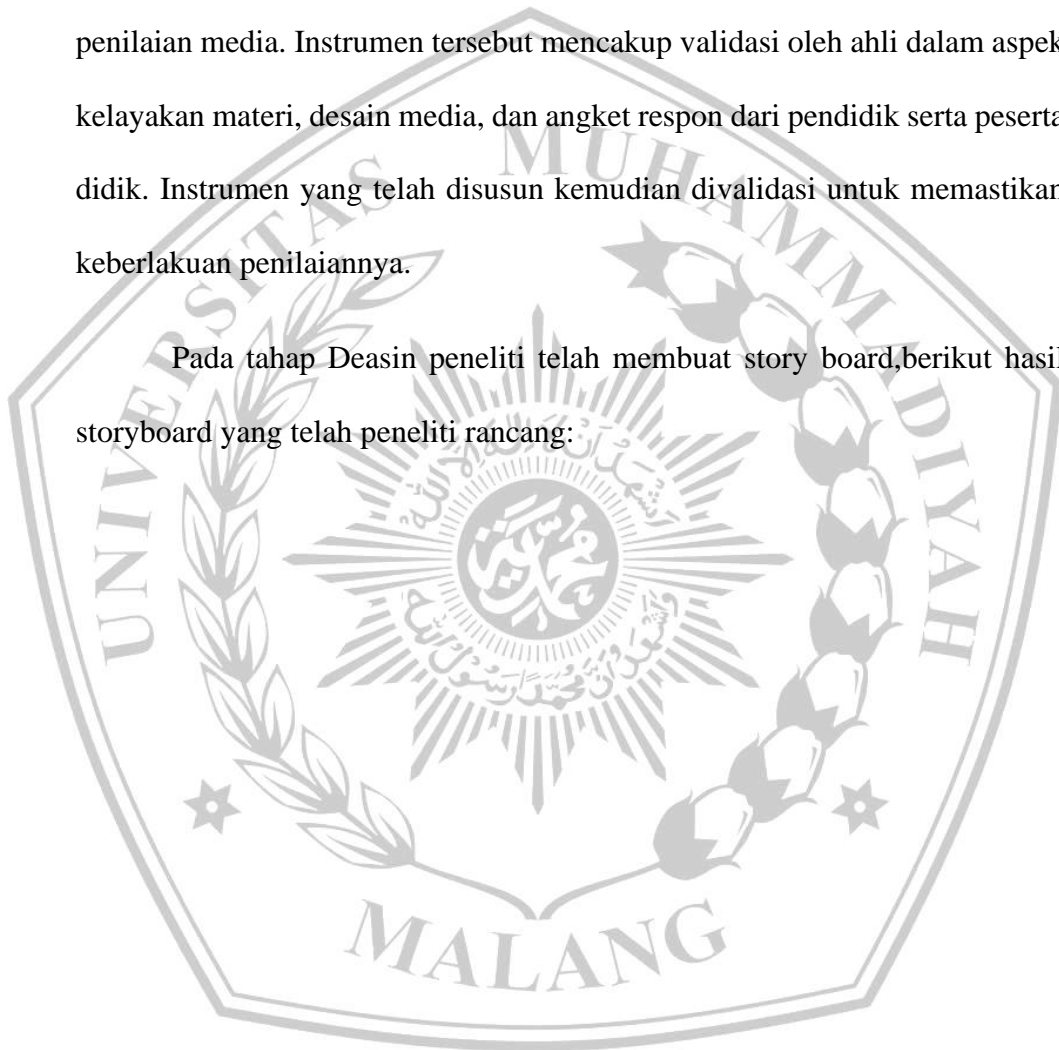 penilaian media. Instrumen tersebut mencakup validasi oleh ahli dalam aspek
kelayakan materi, desain media, dan angket respon dari pendidik serta peserta
didik. Instrumen yang telah disusun kemudian divalidasi untuk memastikan
keberlakuan penilaiannya.
Pada tahap Deasin peneliti telah membuat story board,berikut hasil
storyboard yang telah peneliti rancang:
UNIVERSITAS MUHAMMADIYAH
MALANG